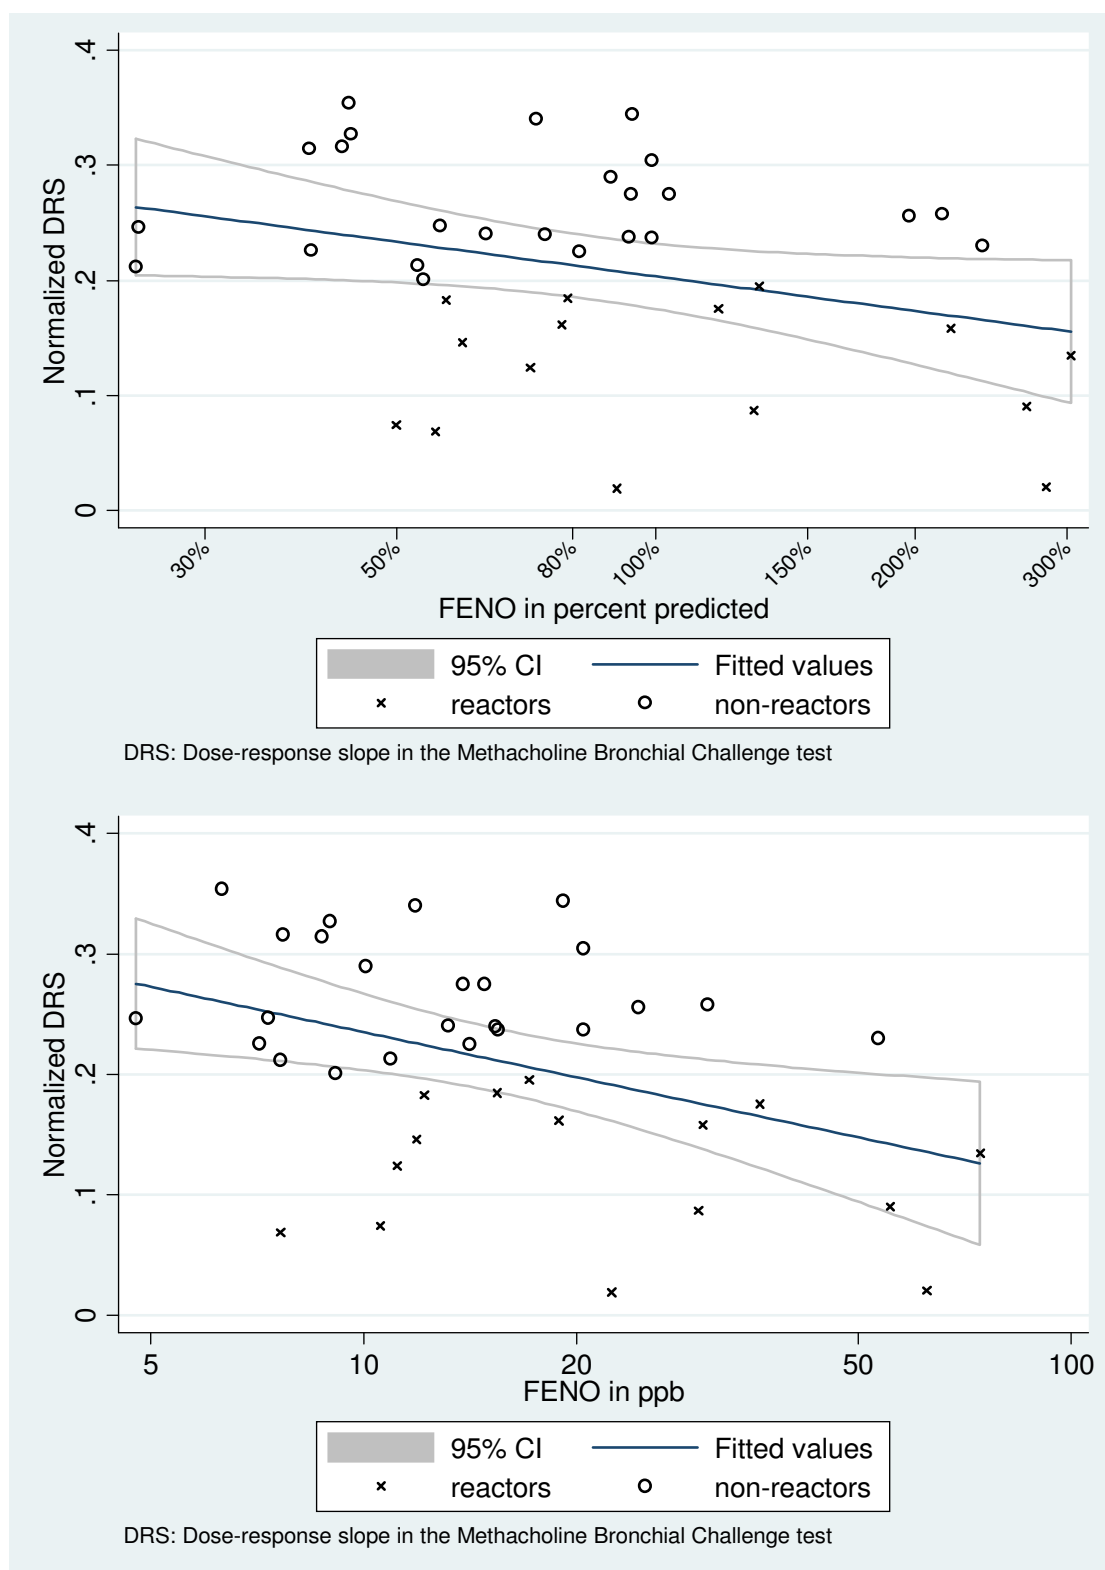 .4
.3
.2
.1
0
Normalized DRS
30%
50%
80%
100%
150%
200%
300%
FENO in percent predicted
95% CI Fitted values
reactors non-reactors
DRS: Dose-response slope in the Methacholine Bronchial Challenge test
.4
.3
.2
.1
0
Normalized DRS
5 10 20 50 100
FENO in ppb
95% CI Fitted values
reactors non-reactors
DRS: Dose-response slope in the Methacholine Bronchial Challenge test